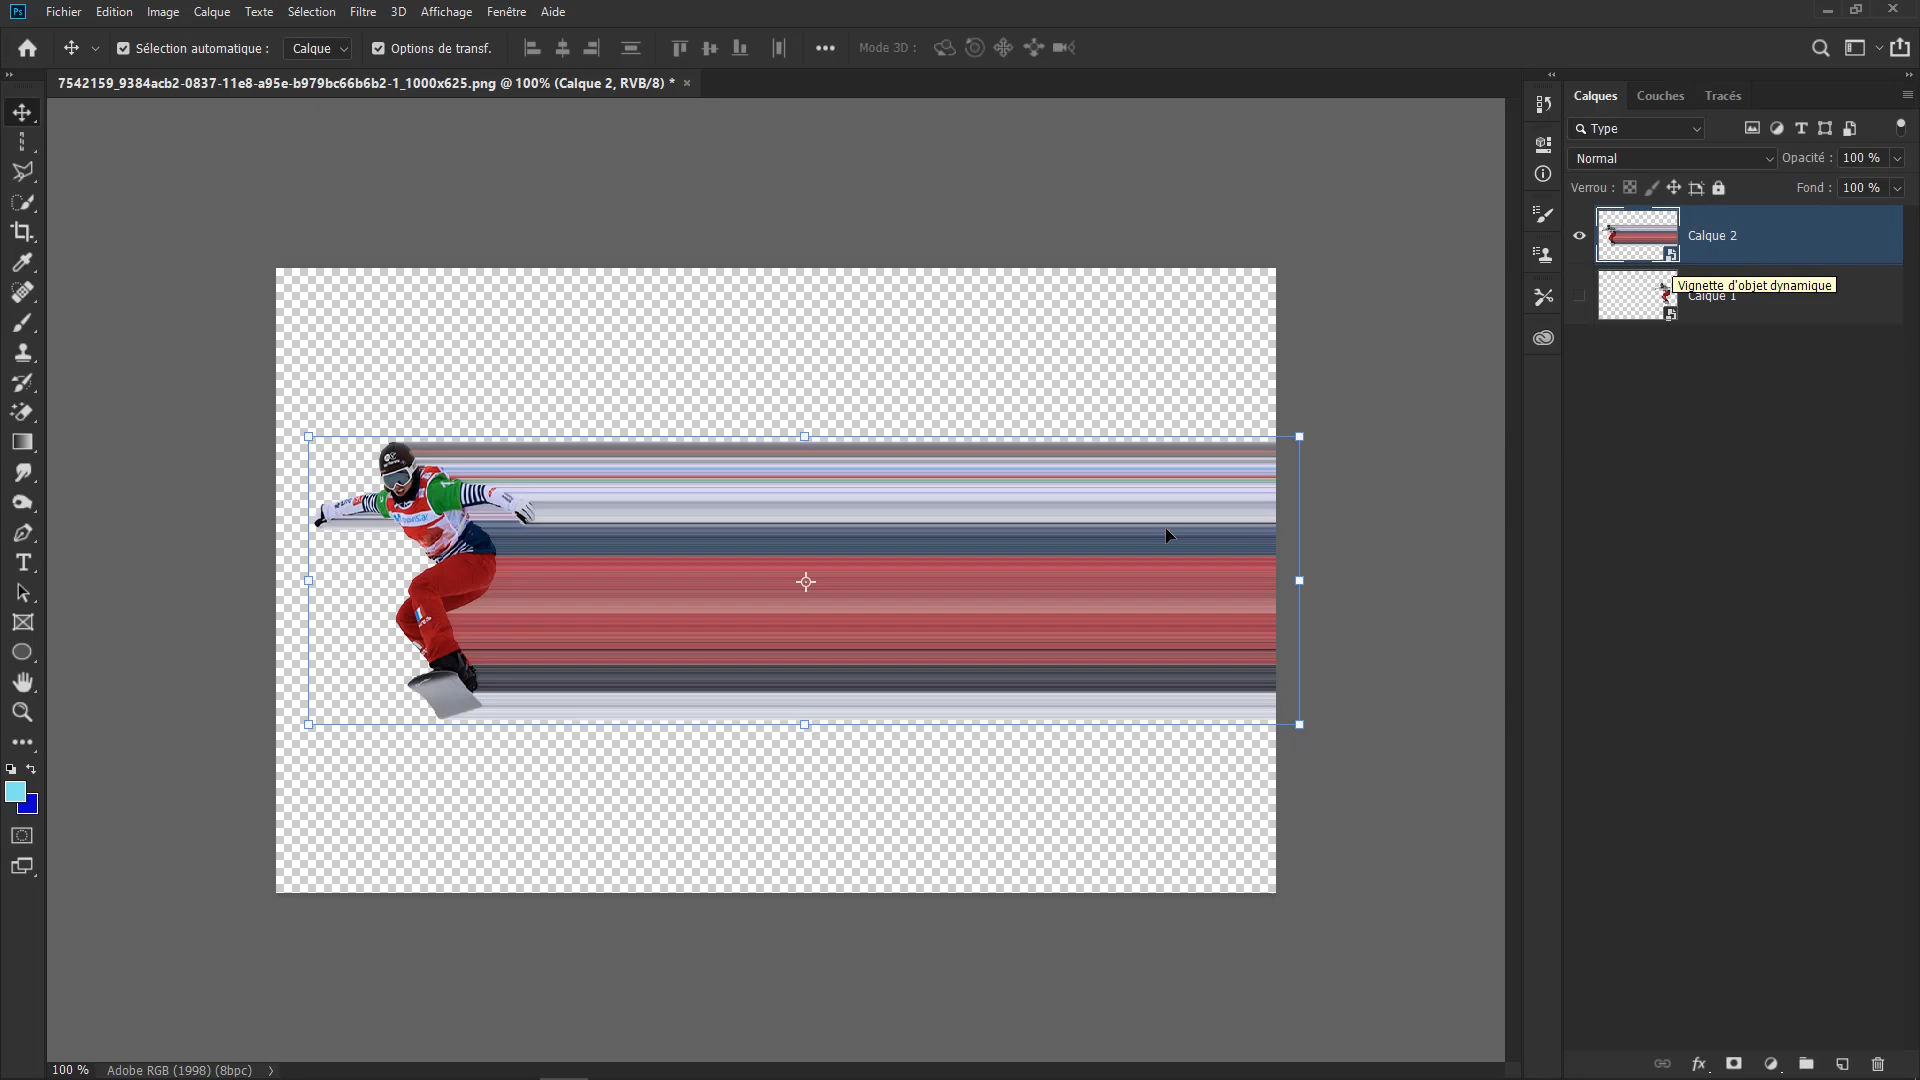 Ps Fichier Edition Image Calque Texte Sélection Filtre 3D Affichage Fenêtre Aide
Sélection automatique : Calque Options de transf. Mode 3D :
7542159_9384acb2-0837-11e8-a95e-b979bc66b6b2-1_1000x625.png @ 100% (Calque 2, RVB/8) *
Calques Couches Tracés
Type
Normal Opacité : 100 %
Verrou : Fond : 100 %
Calque 2
Vignette d'objet dynamique
Calque 1
100 % Adobe RGB (1998) (8bpc)